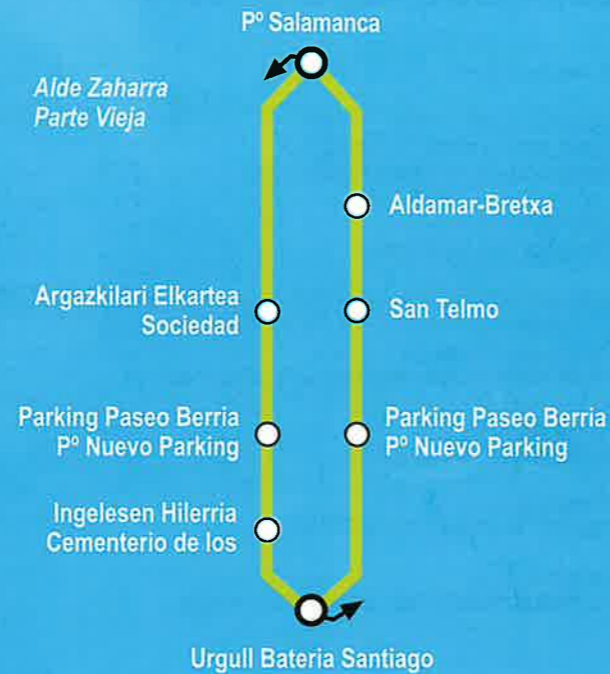 Pº Salamanca
Alde Zaharra
Parte Vieja
Aldamar-Bretxa
Argazkilari Elkartea
Sociedad
San Telmo
Parking Paseo Berria
Pº Nuevo Parking
Parking Paseo Berria
Pº Nuevo Parking
Ingelesen Hilerria
Cementerio de los
Urgull Bateria Santiago